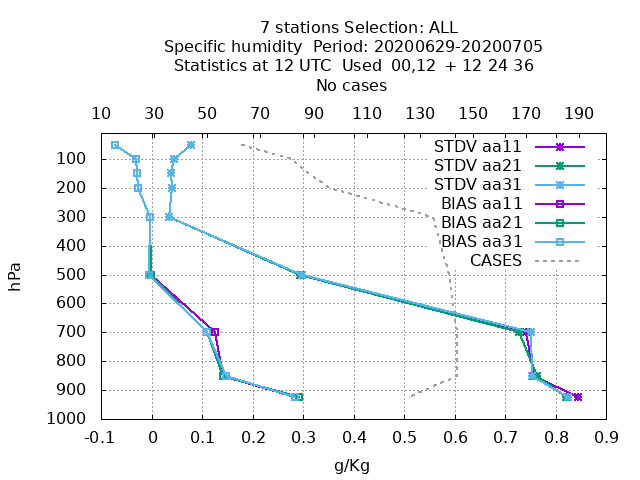 7 stations Selection: ALL
Specific humidity  Period: 20200629-20200705
Statistics at 12 UTC  Used  00,12  + 12 24 36
No cases
10 30 50 70 90 110 130 150 170 190
STDV aa11
STDV aa21
STDV aa31
BIAS aa11
BIAS aa21
BIAS aa31
CASES
100
200
300
400
500
600
700
800
900
1000
hPa
-0.1 0 0.1 0.2 0.3 0.4 0.5 0.6 0.7 0.8 0.9
g/Kg